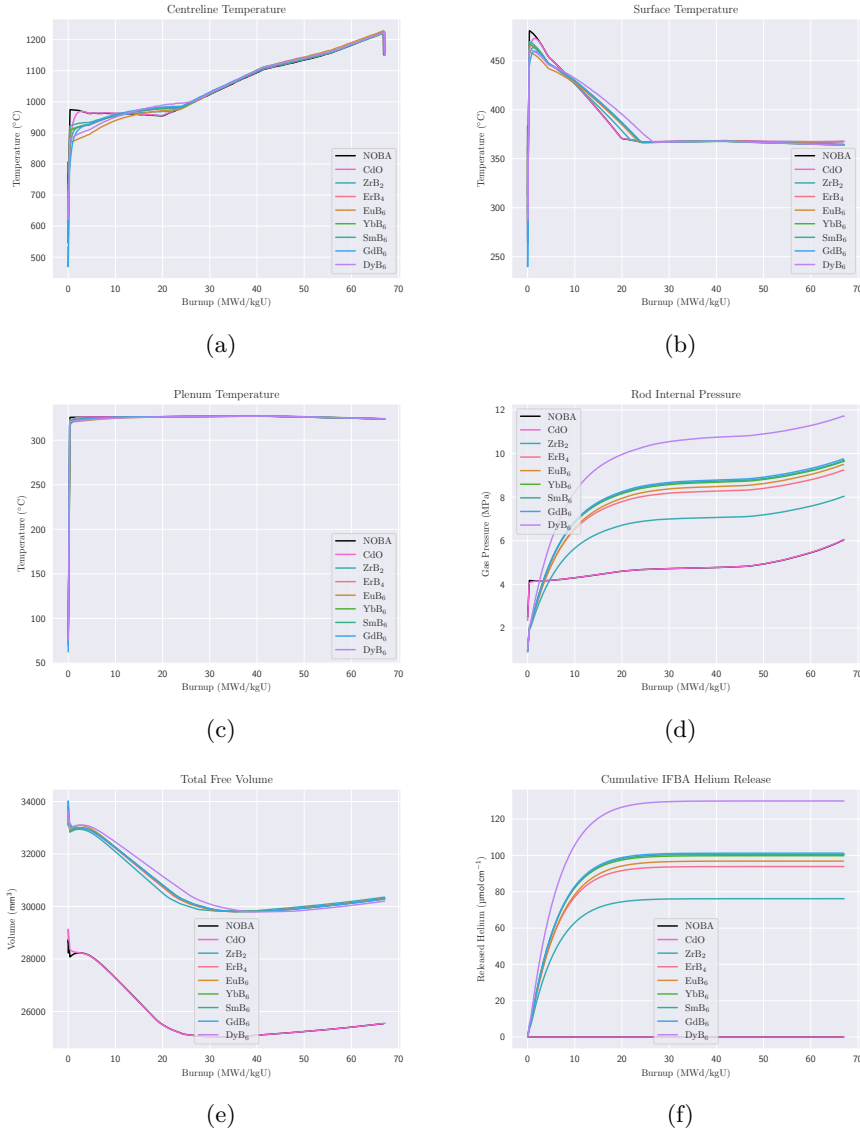 Centreline Temperature
1200
1100
1000
900
800
700
600
500
Temperature (°C)
NOBA
CdO
ZrB₂
ErB₄
EuB₆
YbB₆
SmB₆
GdB₆
DyB₆
0 10 20 30 40 50 60 70
Burnup (MWd/kgU)
(a)
Surface Temperature
450
400
350
300
250
Temperature (°C)
NOBA
CdO
ZrB₂
ErB₄
EuB₆
YbB₆
SmB₆
GdB₆
DyB₆
0 10 20 30 40 50 60 70
Burnup (MWd/kgU)
(b)
Plenum Temperature
300
250
200
150
100
50
Temperature (°C)
NOBA
CdO
ZrB₂
ErB₄
EuB₆
YbB₆
SmB₆
GdB₆
DyB₆
0 10 20 30 40 50 60 70
Burnup (MWd/kgU)
(c)
Rod Internal Pressure
12
10
8
6
4
2
Gas Pressure (MPa)
NOBA
CdO
ZrB₂
ErB₄
EuB₆
YbB₆
SmB₆
GdB₆
DyB₆
0 10 20 30 40 50 60 70
Burnup (MWd/kgU)
(d)
Total Free Volume
34000
32000
30000
28000
26000
Volume (mm³)
NOBA
CdO
ZrB₂
ErB₄
EuB₆
YbB₆
SmB₆
GdB₆
DyB₆
0 10 20 30 40 50 60 70
Burnup (MWd/kgU)
(e)
Cumulative IFBA Helium Release
120
100
80
60
40
20
0
Released Helium (μmol cm⁻¹)
NOBA
CdO
ZrB₂
ErB₄
EuB₆
YbB₆
SmB₆
GdB₆
DyB₆
0 10 20 30 40 50 60 70
Burnup (MWd/kgU)
(f)